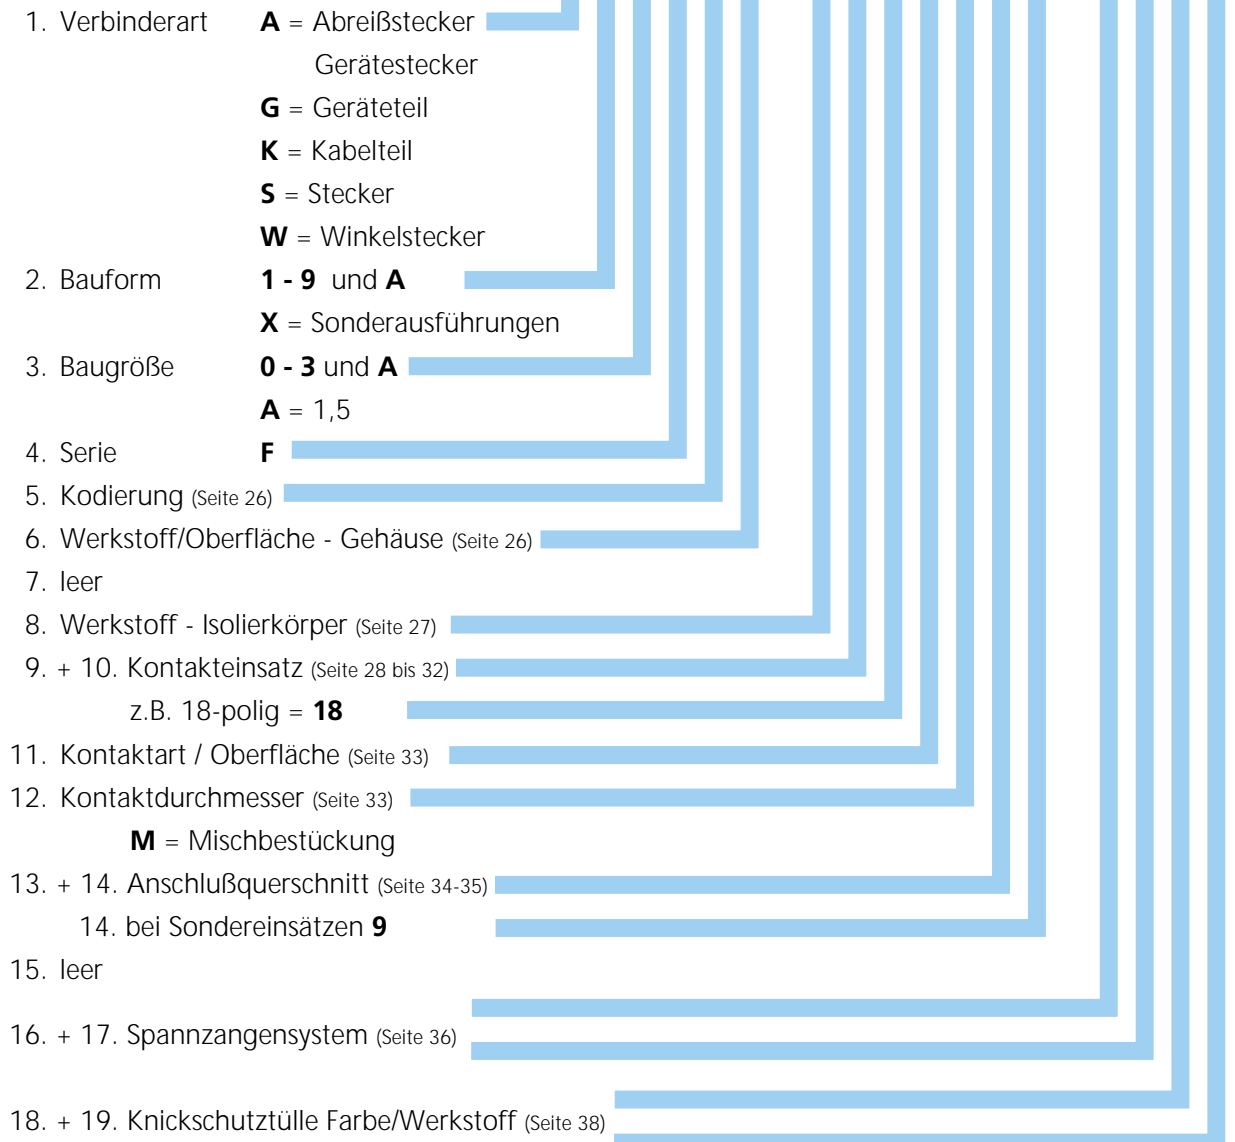 1. Verbinderart A = Abreißstecker
Gerätestecker
G = Geräteteil
K = Kabelteil
S = Stecker
W = Winkelstecker
2. Bauform 1 - 9 und A
X = Sonderausführungen
3. Baugröße 0 - 3 und A
A = 1,5
4. Serie F
5. Kodierung (Seite 26)
6. Werkstoff/Oberfläche - Gehäuse (Seite 26)
7. leer
8. Werkstoff - Isolierkörper (Seite 27)
9. + 10. Kontakteinsatz (Seite 28 bis 32)
z.B. 18-polig = 18
11. Kontaktart / Oberfläche (Seite 33)
12. Kontaktdurchmesser (Seite 33)
M = Mischbestückung
13. + 14. Anschlußquerschnitt (Seite 34-35)
14. bei Sondereinsätzen 9
15. leer
16. + 17. Spannzangensystem (Seite 36)
18. + 19. Knickschutztülle Farbe/Werkstoff (Seite 38)